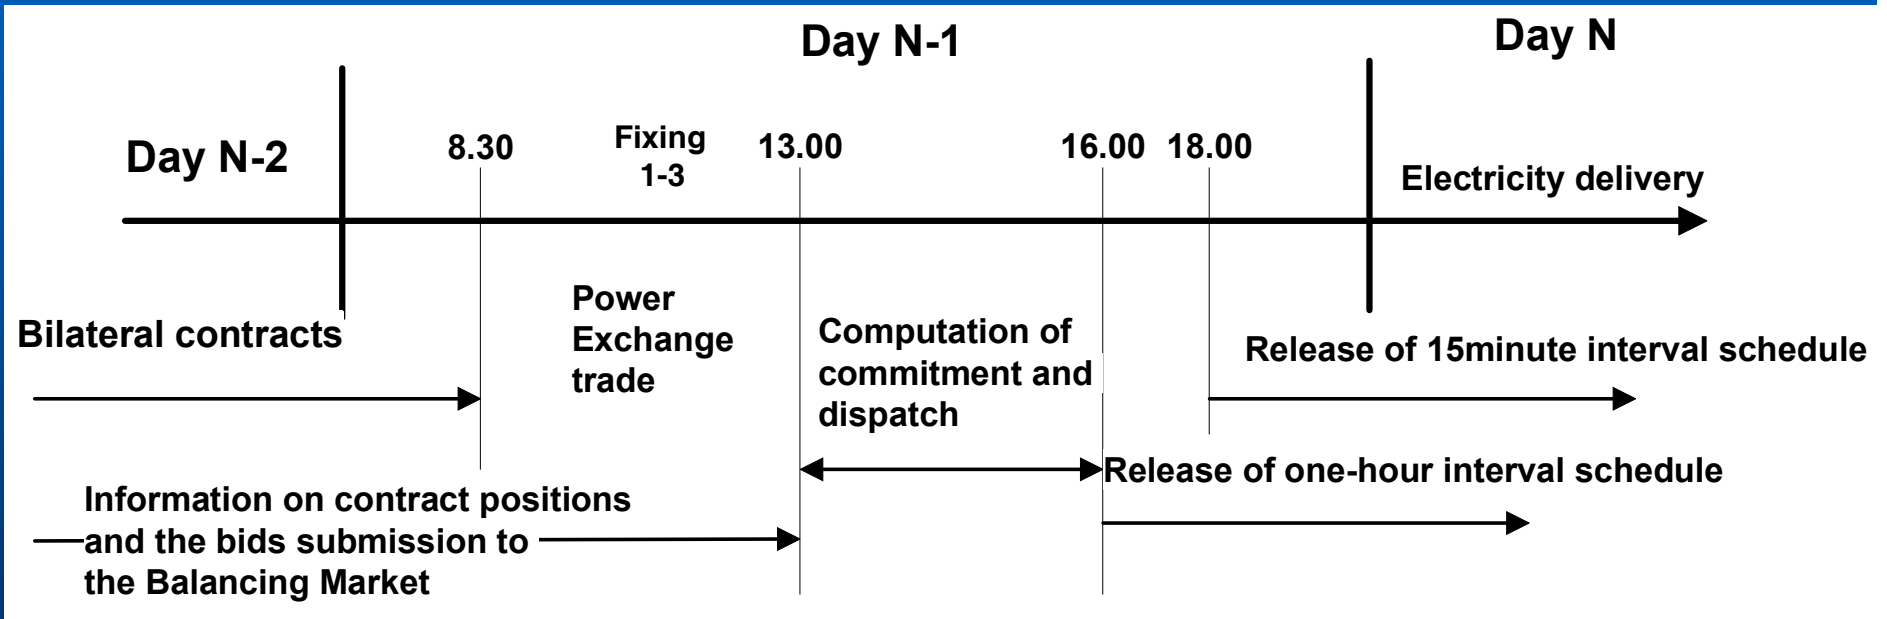 Day N-1
Day N
Day N-2
8.30
Fixing
1-3
13.00
16.00
18.00
Electricity delivery
Bilateral contracts
Power
Exchange
trade
Computation of
commitment and
dispatch
Release of 15minute interval schedule
Release of one-hour interval schedule
Information on contract positions
and the bids submission to
the Balancing Market